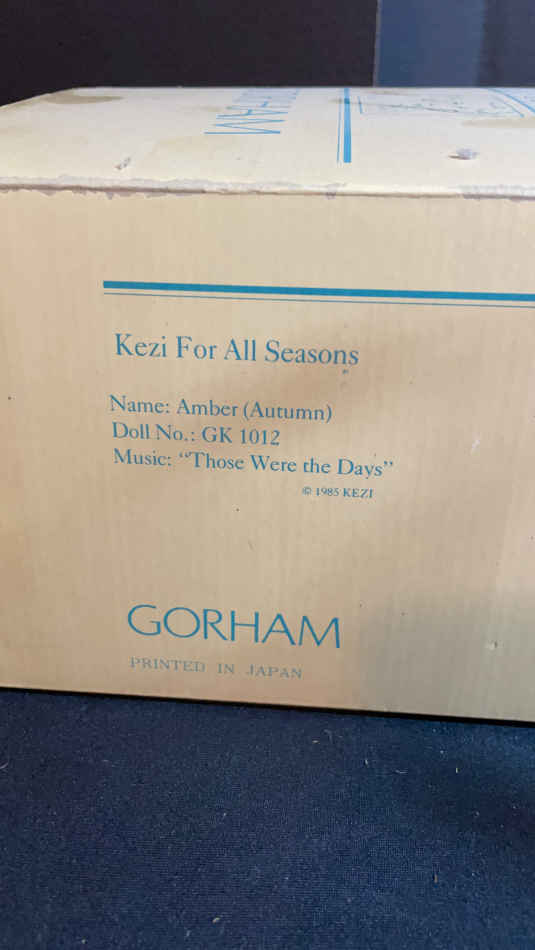 GORHAM
Kezi For All Seasons
Name: Amber (Autumn)
Doll No.: GK 1012
Music: “Those Were the Days”
© 1985 KEZI
GORHAM
PRINTED IN JAPAN